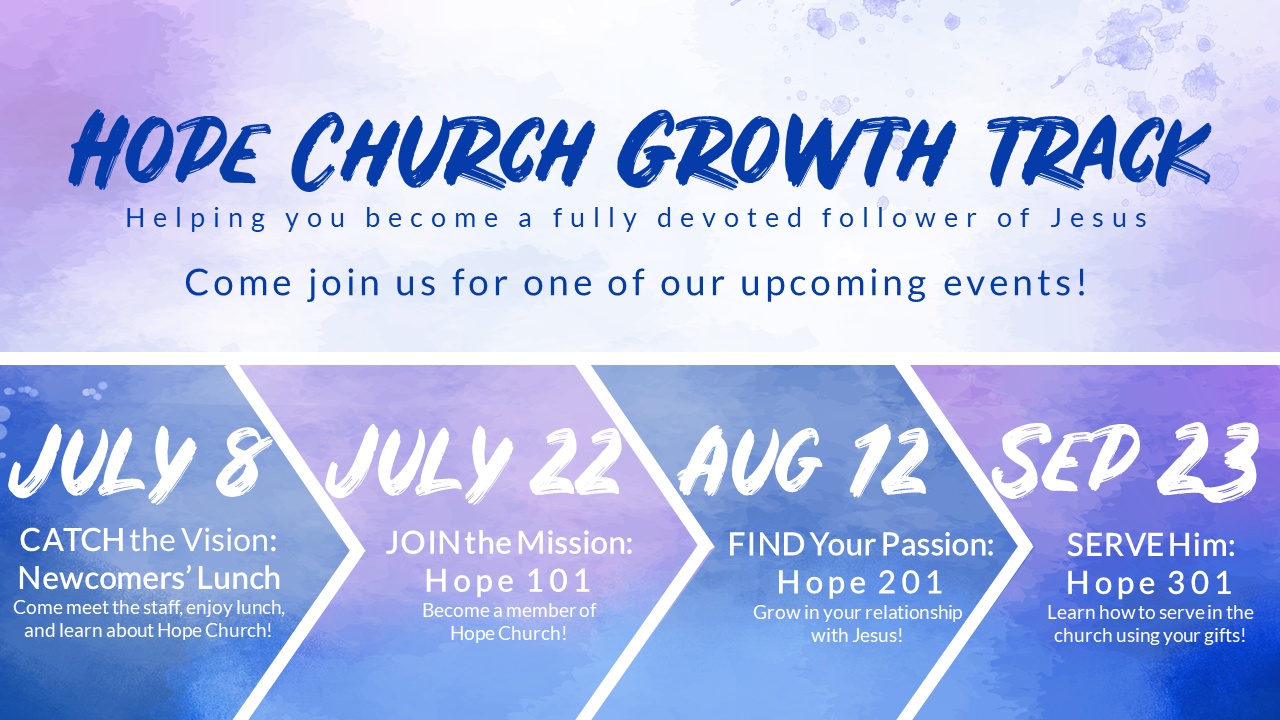 HOPE CHURCH GROWTH TRACK
Helping you become a fully devoted follower of Jesus
Come join us for one of our upcoming events!
JULY 8
CATCH the Vision:
Newcomers' Lunch
Come meet the staff, enjoy lunch,
and learn about Hope Church!
JULY 22
JOIN the Mission:
Hope 101
Become a member of
Hope Church!
AUG 12
FIND Your Passion:
Hope 201
Grow in your relationship
with Jesus!
SEP 23
SERVE Him:
Hope 301
Learn how to serve in the
church using your gifts!